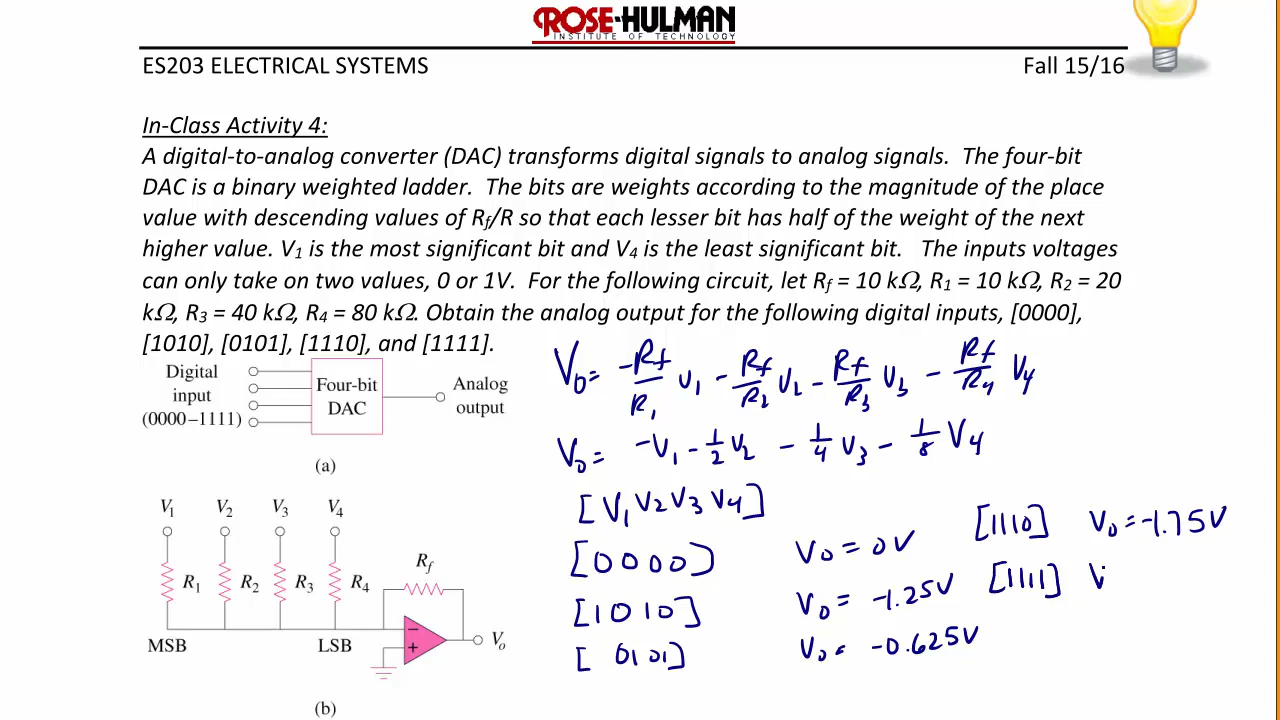 ROSE-HULMAN
INSTITUTE OF TECHNOLOGY
ES203 ELECTRICAL SYSTEMS Fall 15/16
In-Class Activity 4:
A digital-to-analog converter (DAC) transforms digital signals to analog signals. The four-bit
DAC is a binary weighted ladder. The bits are weights according to the magnitude of the place
value with descending values of Rf/R so that each lesser bit has half of the weight of the next
higher value. V1 is the most significant bit and V4 is the least significant bit. The inputs voltages
can only take on two values, 0 or 1V. For the following circuit, let Rf = 10 kΩ, R1 = 10 kΩ, R2 = 20
kΩ, R3 = 40 kΩ, R4 = 80 kΩ. Obtain the analog output for the following digital inputs, [0000],
[1010], [0101], [1110], and [1111].
Digital
input
(0000–1111)
Four-bit
DAC
Analog
output
(a)
V1 V2 V3 V4
R1 R2 R3 R4 Rf
MSB LSB
− + Vo
(b)
V0 = -Rf/R1 V1 - Rf/R2 V2 - Rf/R3 V3 - Rf/R4 V4
V0 = -V1 - 1/2 V2 - 1/4 V3 - 1/8 V4
[V1 V2 V3 V4]
[0000] V0 = 0V
[1010] V0 = -1.25V
[0101] V0 = -0.625V
[1110] V0 = -1.75V
[1111] V